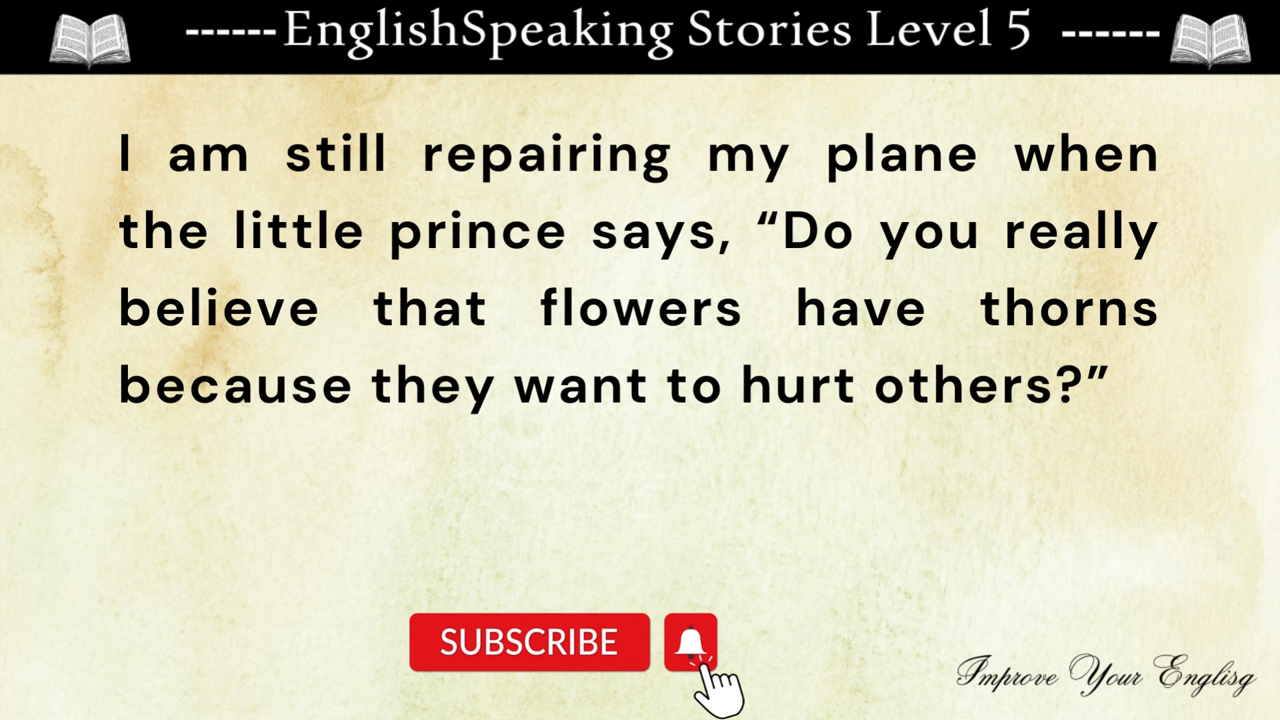 ------EnglishSpeaking Stories Level 5 ------
I am still repairing my plane when
the little prince says, “Do you really
believe that flowers have thorns
because they want to hurt others?”
SUBSCRIBE
Improve Your Englisg